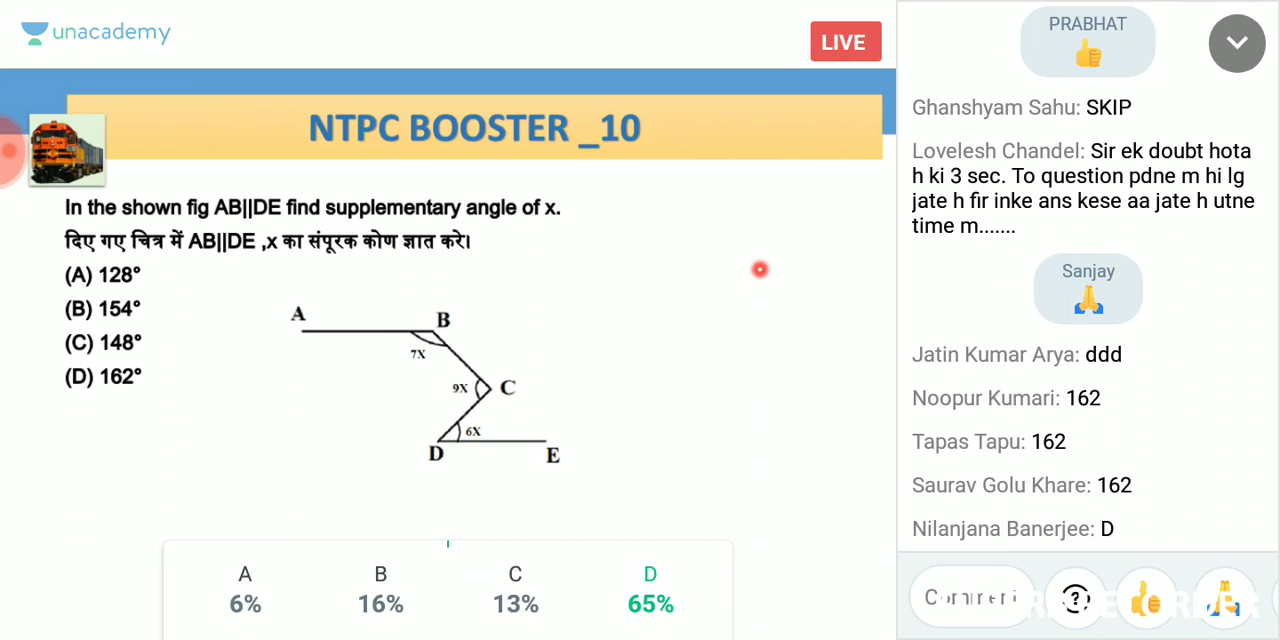 unacademy
LIVE
NTPC BOOSTER _10
In the shown fig AB||DE find supplementary angle of x.
दिए गए चित्र में AB||DE ,x का संपूरक कोण ज्ञात करे।
(A) 128°
(B) 154°
(C) 148°
(D) 162°
A
B
7X
9X
C
6X
D
E
A
B
C
D
6%
16%
13%
65%
PRABHAT
Ghanshyam Sahu: SKIP
Lovelesh Chandel: Sir ek doubt hota
h ki 3 sec. To question pdne m hi lg
jate h fir inke ans kese aa jate h utne
time m.......
Sanjay
Jatin Kumar Arya: ddd
Noopur Kumari: 162
Tapas Tapu: 162
Saurav Golu Khare: 162
Nilanjana Banerjee: D